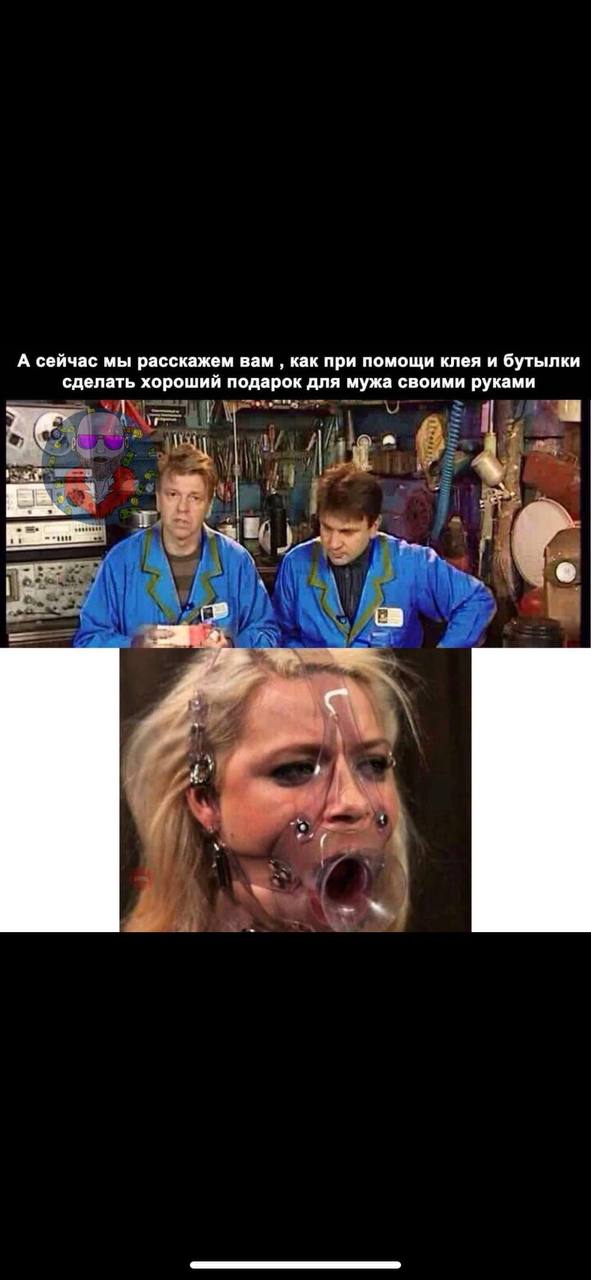 А сейчас мы расскажем вам , как при помощи клея и бутылки
сделать хороший подарок для мужа своими руками